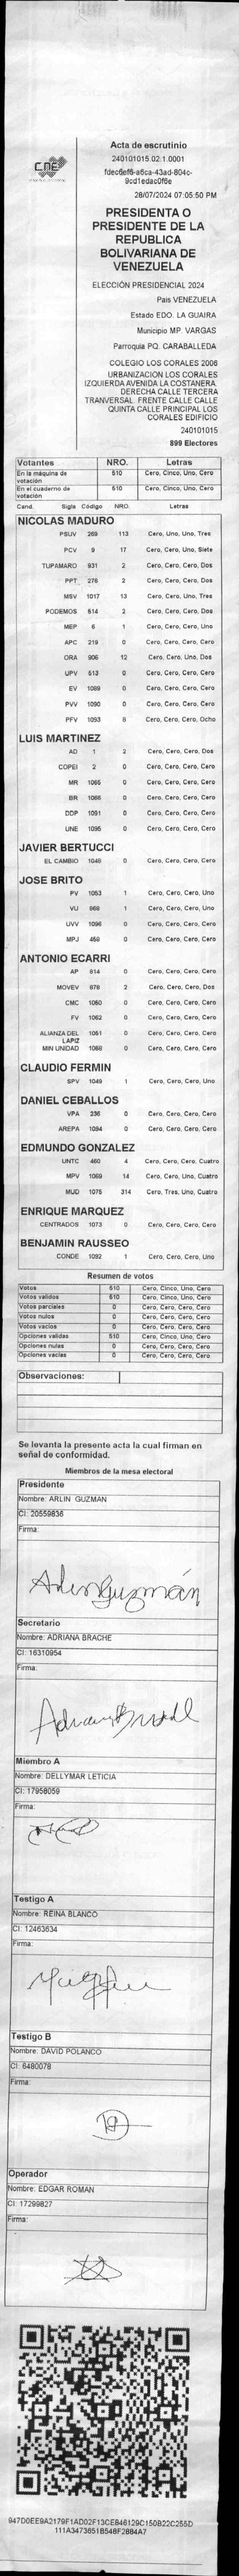 CNE
Acta de escrutinio
240101015.02.1.0001
fdec6ef6-a6ca-43ad-804c-
9cd1edac0f6e
28/07/2024 07:05:50 PM
PRESIDENTA O
PRESIDENTE DE LA
REPUBLICA
BOLIVARIANA DE
VENEZUELA
ELECCIÓN PRESIDENCIAL 2024
Pais VENEZUELA
Estado EDO. LA GUAIRA
Municipio MP. VARGAS
Parroquia PQ. CARABALLEDA
COLEGIO LOS CORALES 2006
URBANIZACION LOS CORALES
IZQUIERDA AVENIDA LA COSTANERA.
DERECHA CALLE TERCERA
TRANVERSAL. FRENTE CALLE CALLE
QUINTA CALLE PRINCIPAL LOS
CORALES EDIFICIO
240101015
899 Electores
Votantes NRO. Letras
En la máquina de votación 510 Cero, Cinco, Uno, Cero
En el cuaderno de votación 510 Cero, Cinco, Uno, Cero
Cand. Sigla Código NRO. Letras
NICOLAS MADURO
PSUV 269 113 Cero, Uno, Uno, Tres
PCV 9 17 Cero, Cero, Uno, Siete
TUPAMARO 931 2 Cero, Cero, Cero, Dos
PPT 276 2 Cero, Cero, Cero, Dos
MSV 1017 13 Cero, Cero, Uno, Tres
PODEMOS 514 2 Cero, Cero, Cero, Dos
MEP 6 1 Cero, Cero, Cero, Uno
APC 219 0 Cero, Cero, Cero, Cero
ORA 906 12 Cero, Cero, Uno, Dos
UPV 513 0 Cero, Cero, Cero, Cero
EV 1089 0 Cero, Cero, Cero, Cero
PVV 1090 0 Cero, Cero, Cero, Cero
PFV 1093 8 Cero, Cero, Cero, Ocho
LUIS MARTINEZ
AD 1 2 Cero, Cero, Cero, Dos
COPEI 2 0 Cero, Cero, Cero, Cero
MR 1065 0 Cero, Cero, Cero, Cero
BR 1066 0 Cero, Cero, Cero, Cero
DDP 1091 0 Cero, Cero, Cero, Cero
UNE 1095 0 Cero, Cero, Cero, Cero
JAVIER BERTUCCI
EL CAMBIO 1048 0 Cero, Cero, Cero, Cero
JOSE BRITO
PV 1053 1 Cero, Cero, Cero, Uno
VU 868 1 Cero, Cero, Cero, Uno
UVV 1096 0 Cero, Cero, Cero, Cero
MPJ 459 0 Cero, Cero, Cero, Cero
ANTONIO ECARRI
AP 814 0 Cero, Cero, Cero, Cero
MOVEV 878 2 Cero, Cero, Cero, Dos
CMC 1050 0 Cero, Cero, Cero, Cero
FV 1062 0 Cero, Cero, Cero, Cero
ALIANZA DEL LAPIZ 1051 0 Cero, Cero, Cero, Cero
MIN UNIDAD 1068 0 Cero, Cero, Cero, Cero
CLAUDIO FERMIN
SPV 1049 1 Cero, Cero, Cero, Uno
DANIEL CEBALLOS
VPA 236 0 Cero, Cero, Cero, Cero
AREPA 1084 0 Cero, Cero, Cero, Cero
EDMUNDO GONZALEZ
UNTC 460 4 Cero, Cero, Cero, Cuatro
MPV 1069 14 Cero, Cero, Uno, Cuatro
MUD 1075 314 Cero, Tres, Uno, Cuatro
ENRIQUE MARQUEZ
CENTRADOS 1073 0 Cero, Cero, Cero, Cero
BENJAMIN RAUSSEO
CONDE 1092 1 Cero, Cero, Cero, Uno
Resumen de votos
Votos 510 Cero, Cinco, Uno, Cero
Votos validos 510 Cero, Cinco, Uno, Cero
Votos parciales 0 Cero, Cero, Cero, Cero
Votos nulos 0 Cero, Cero, Cero, Cero
Votos vacíos 0 Cero, Cero, Cero, Cero
Opciones validas 510 Cero, Cinco, Uno, Cero
Opciones nulas 0 Cero, Cero, Cero, Cero
Opciones vacías 0 Cero, Cero, Cero, Cero
Observaciones:
Se levanta la presente acta la cual firman en
señal de conformidad.
Miembros de la mesa electoral
Presidente
Nombre: ARLIN GUZMAN
CI: 20559836
Firma:
Arlin Guzmán
Secretario
Nombre: ADRIANA BRACHE
CI: 16310954
Firma:
Miembro A
Nombre: DELLYMAR LETICIA
CI: 17958059
Firma:
Testigo A
Nombre: REINA BLANCO
CI: 12463634
Firma:
Testigo B
Nombre: DAVID POLANCO
CI: 6480078
Firma:
Operador
Nombre: EDGAR ROMAN
CI: 17299827
Firma:
947D0EE9A2179F1AD02F13CE846129C150B22C255D
111A3473651B548F2884A7